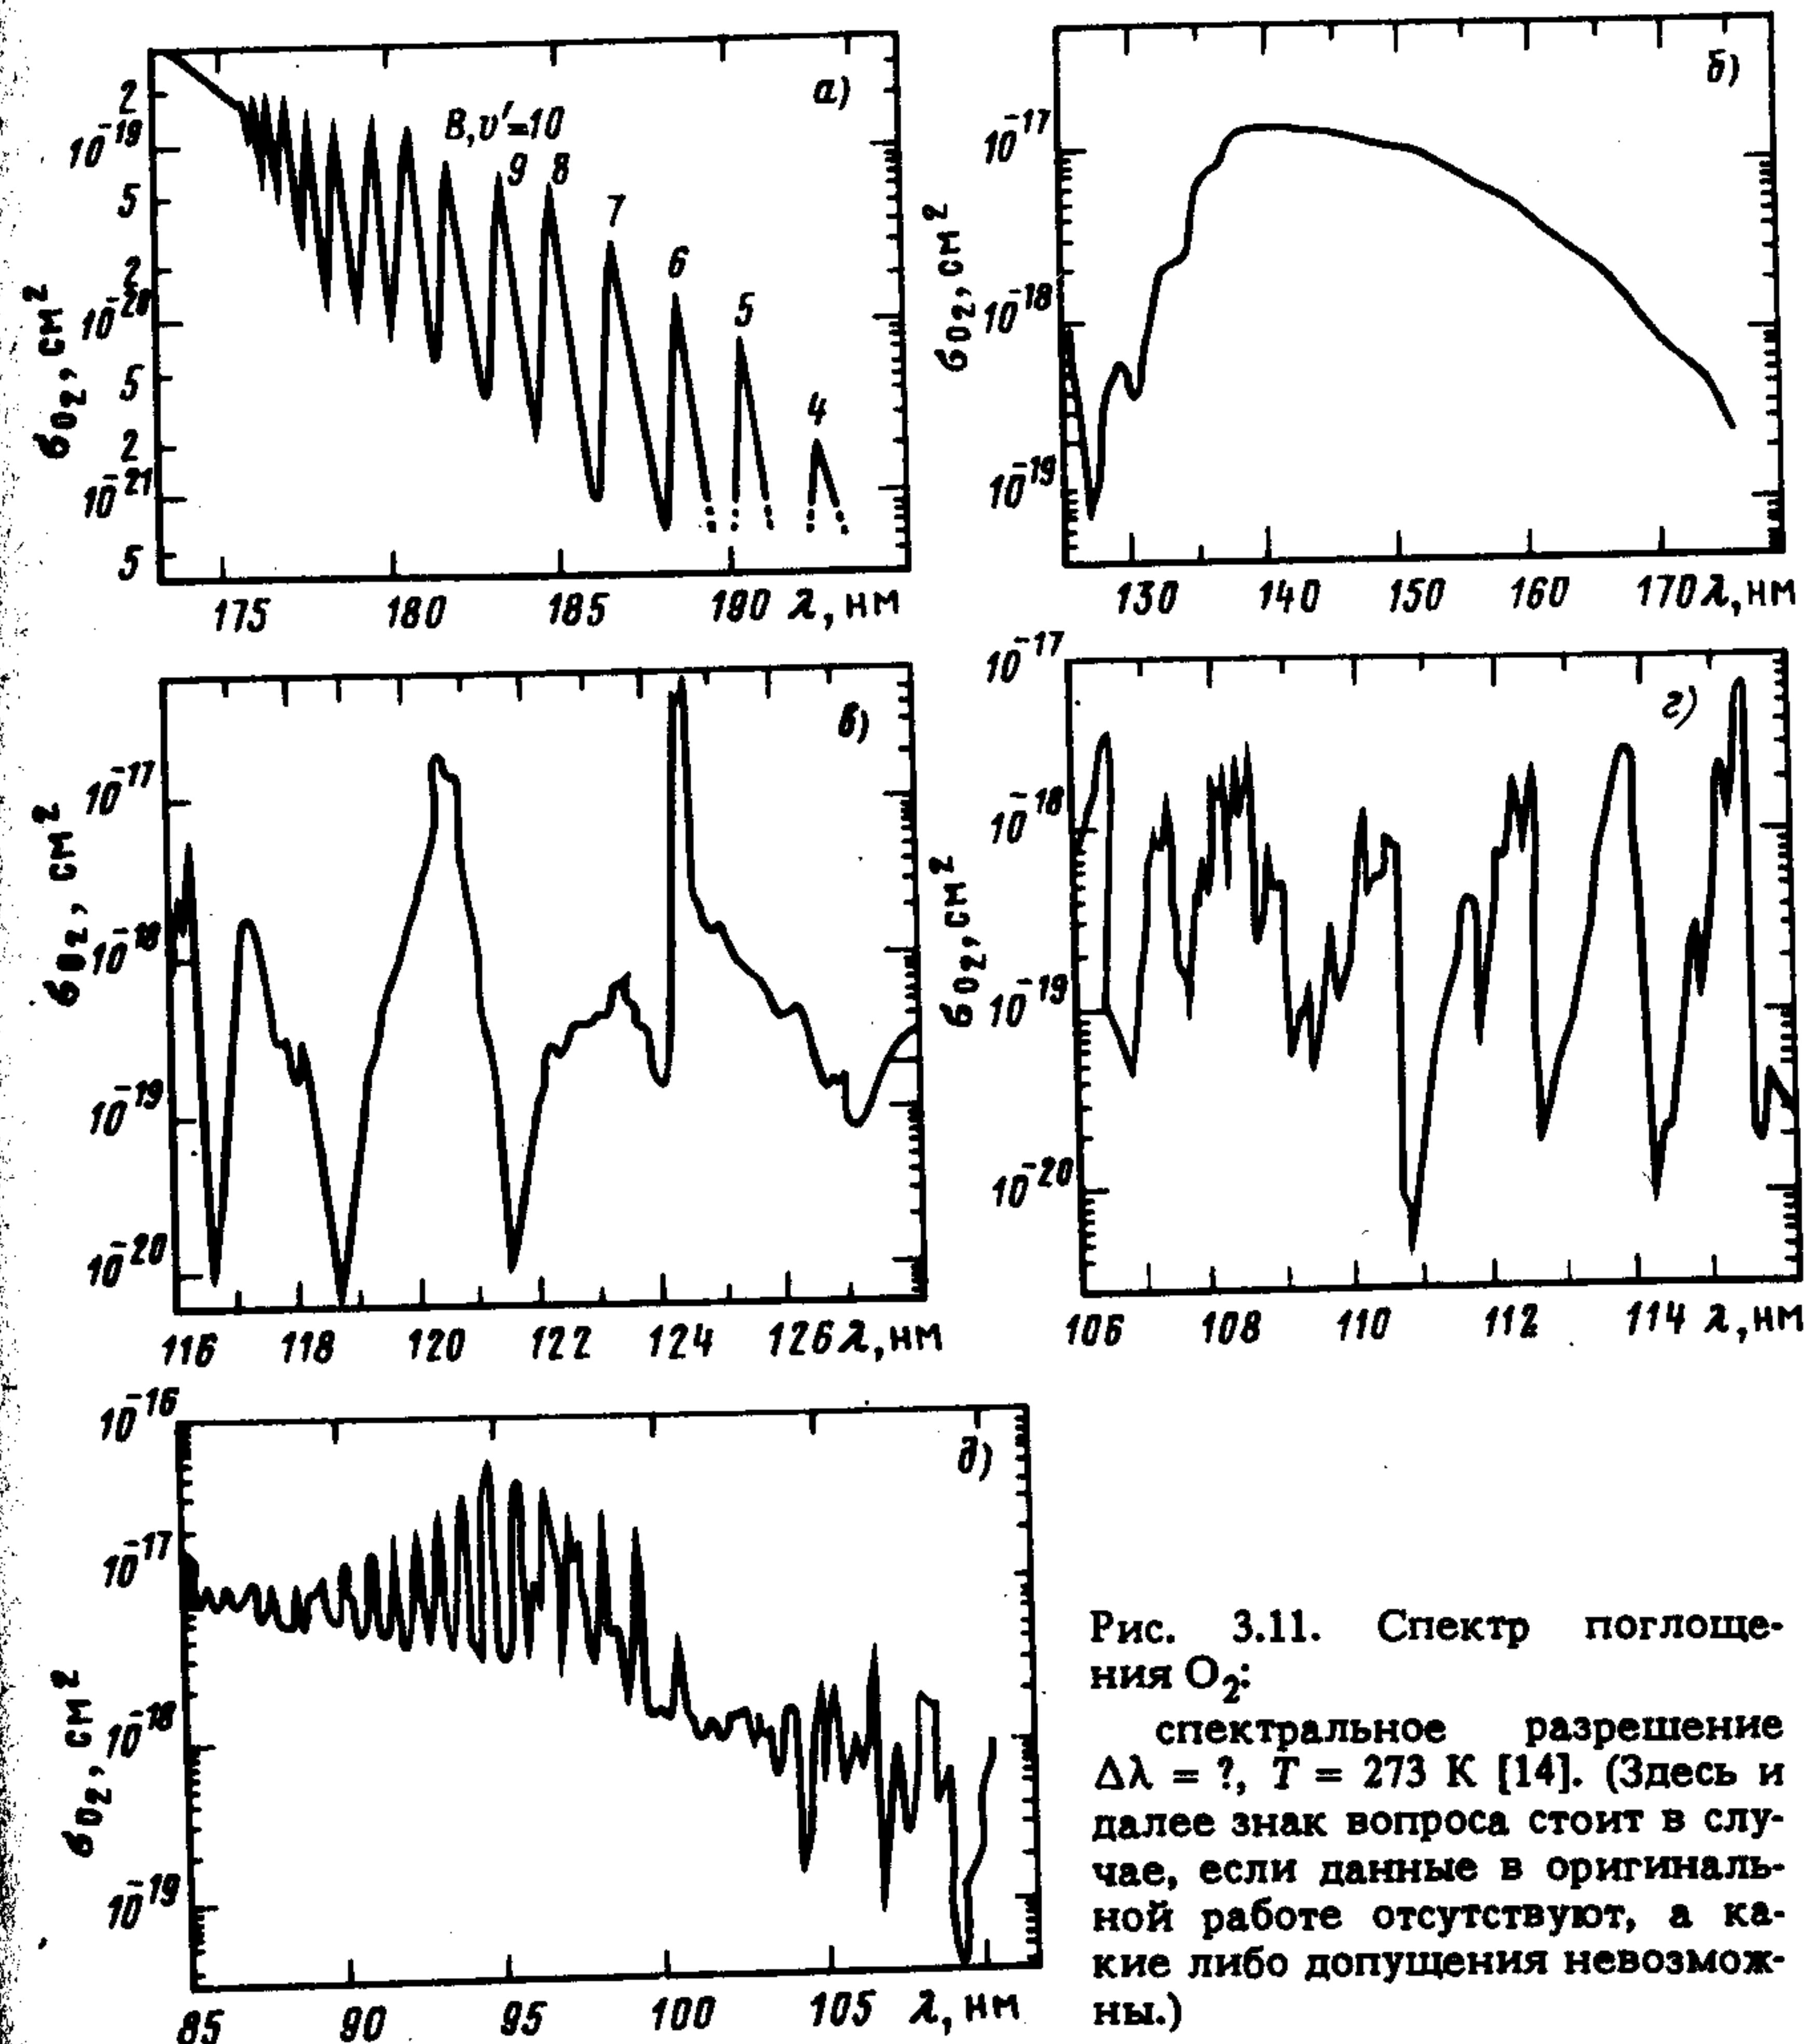 а)
B, υ'=10
9
8
7
6
5
4
2
10⁻¹⁹
5
2
10⁻²⁰
5
2
10⁻²¹
5
σO₂, см²
175 180 185 190 λ, нм
б)
10⁻¹⁷
10⁻¹⁸
10⁻¹⁹
σO₂, см²
130 140 150 160 170 λ, нм
в)
10⁻¹⁷
10⁻¹⁸
10⁻¹⁹
10⁻²⁰
σO₂, см²
116 118 120 122 124 126 λ, нм
г)
10⁻¹⁷
10⁻¹⁸
10⁻¹⁹
10⁻²⁰
σO₂, см²
106 108 110 112 114 λ, нм
д)
10⁻¹⁶
10⁻¹⁷
10⁻¹⁸
10⁻¹⁹
σO₂, см²
85 90 95 100 105 λ, нм
Рис. 3.11. Спектр поглоще-
ния O₂:
спектральное разрешение
Δλ = ?, T = 273 К [14]. (Здесь и
далее знак вопроса стоит в слу-
чае, если данные в оригиналь-
ной работе отсутствуют, а ка-
кие либо допущения невозмож-
ны.)